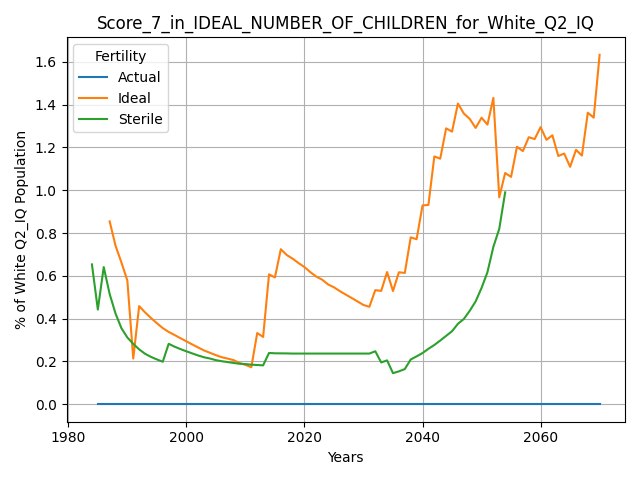 Score_7_in_IDEAL_NUMBER_OF_CHILDREN_for_White_Q2_IQ
Fertility
Actual
Ideal
Sterile
% of White Q2_IQ Population
1.6
1.4
1.2
1.0
0.8
0.6
0.4
0.2
0.0
1980
2000
2020
2040
2060
Years